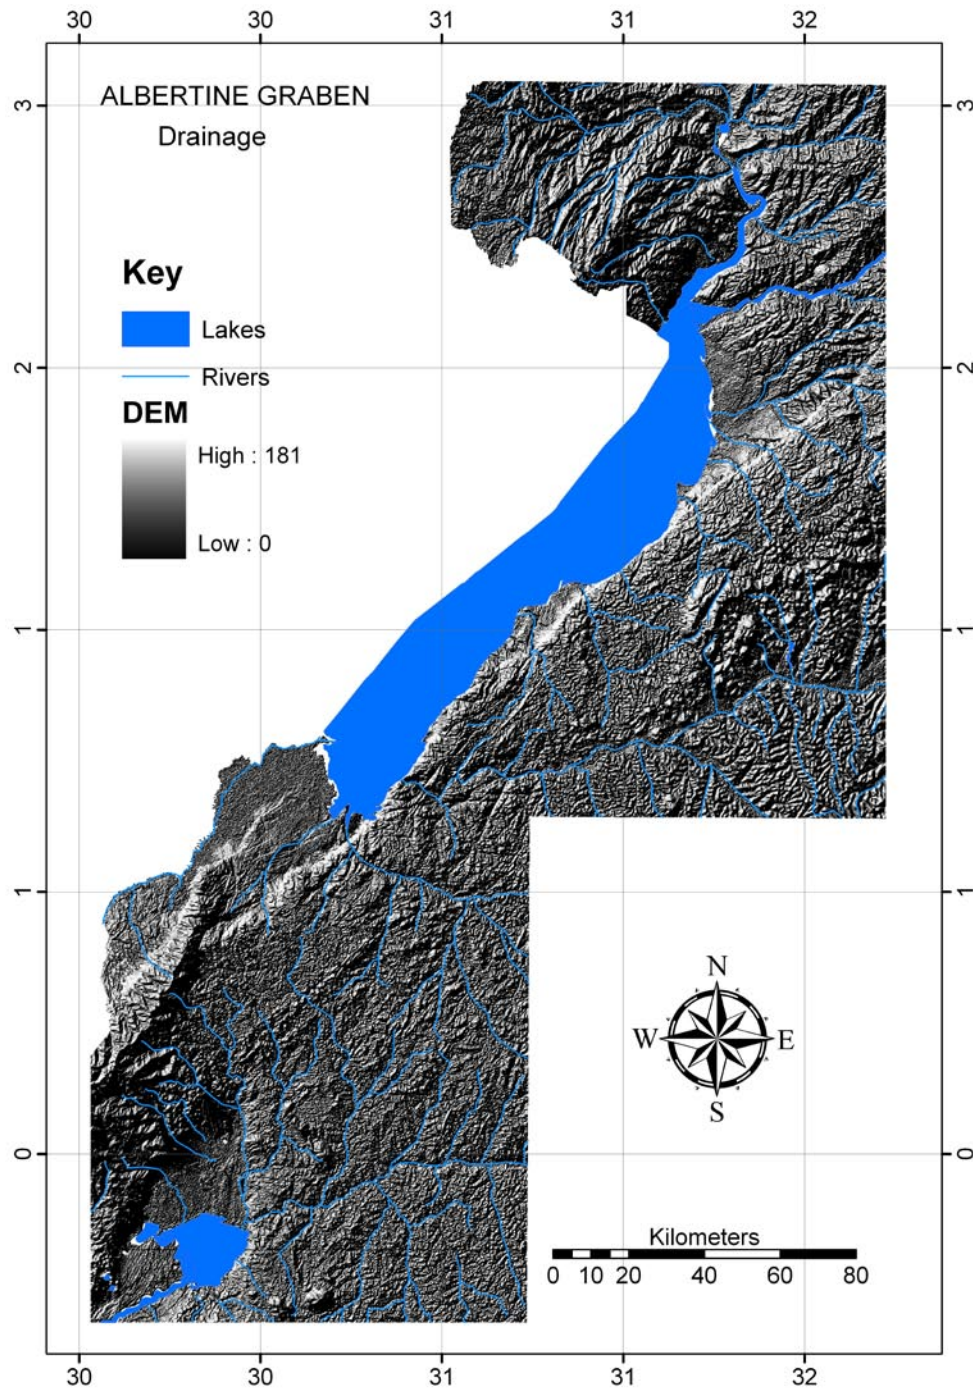 30 30 31 31 32
ALBERTINE GRABEN
Drainage
Key
Lakes
Rivers
DEM
High : 181
Low : 0
3 3
2 2
1 1
1 1
0 0
N
W E
S
Kilometers
0 10 20 40 60 80
30 30 31 31 32